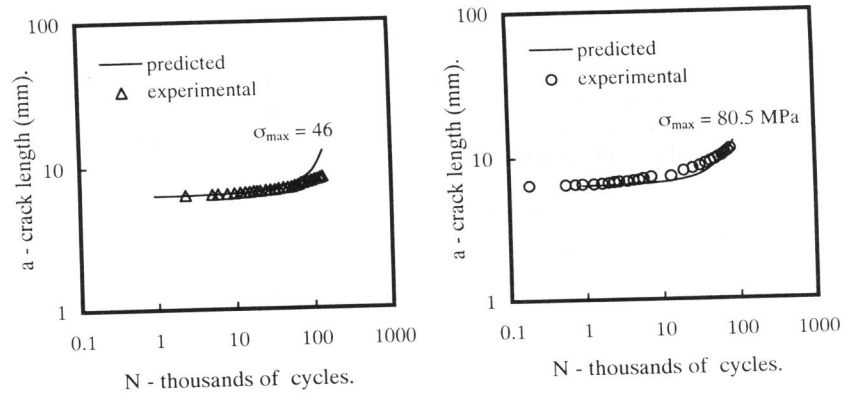 100
predicted
experimental
σmax = 46
10
1
0.1 1 10 100 1000
a - crack length (mm).
N - thousands of cycles.
100
predicted
experimental
σmax = 80.5 MPa
10
1
0.1 1 10 100 1000
a - crack length (mm).
N - thousands of cycles.